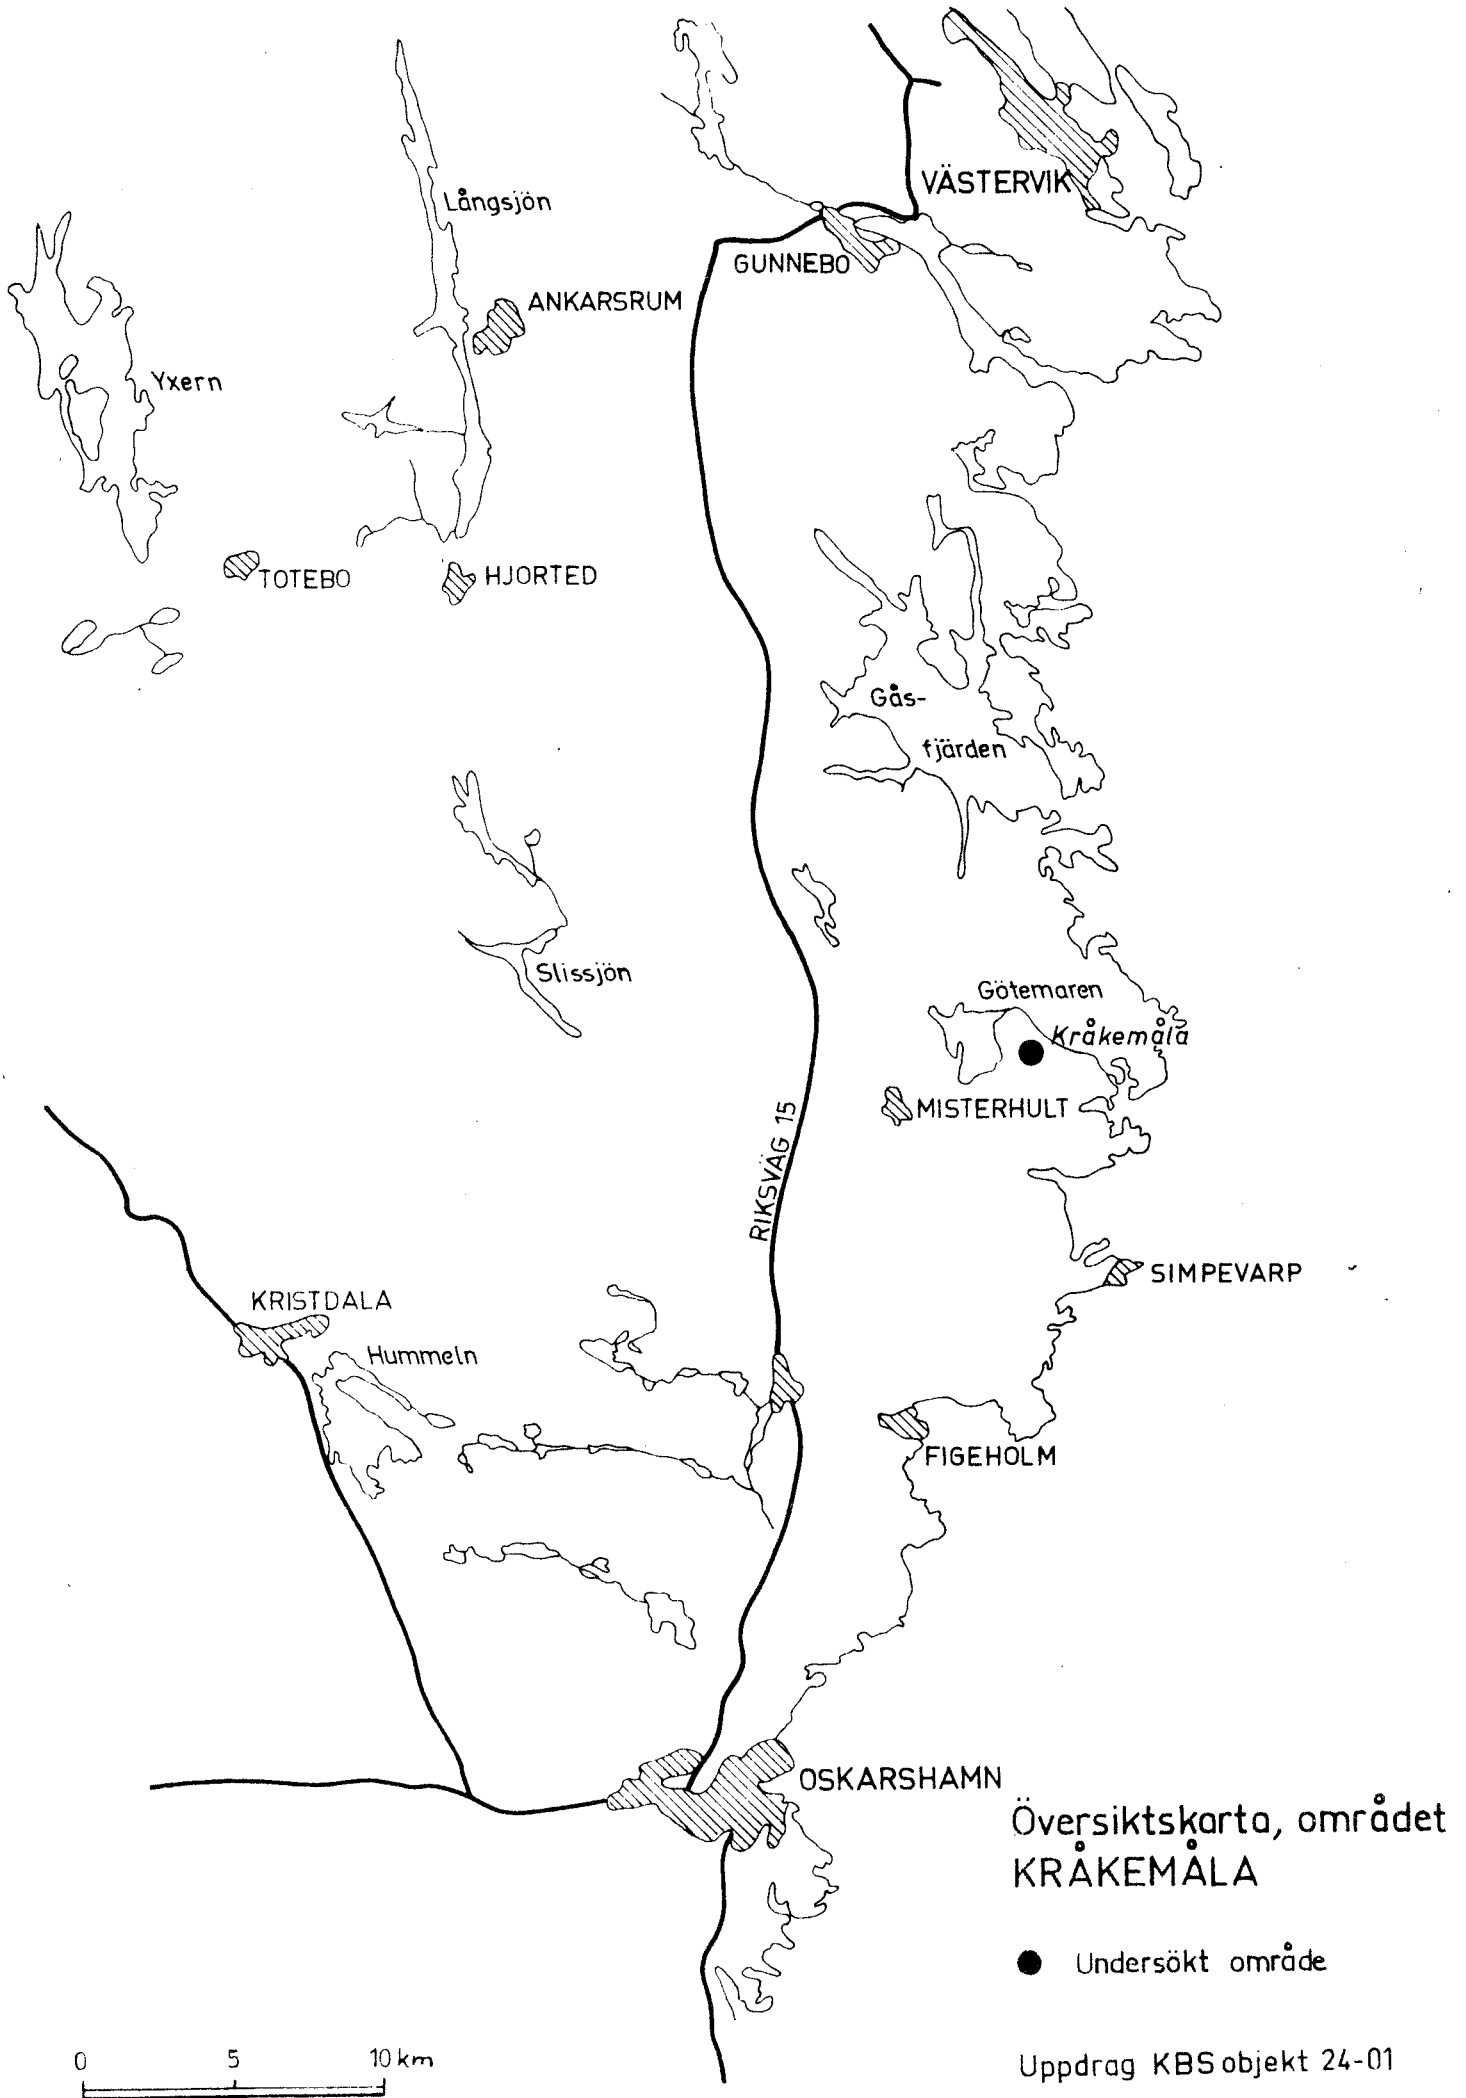 VÄSTERVIK
Långsjön
GUNNEBO
ANKARSRUM
Yxern
TOTEBO
HJORTED
Gås-
fjärden
Slissjön
Götemaren
Kråkemåla
MISTERHULT
RIKSVÄG 15
SIMPEVARP
KRISTDALA
Hummeln
FIGEHOLM
OSKARSHAMN
Översiktskarta, området
KRÅKEMÅLA
Undersökt område
0 5 10 km
Uppdrag KBS objekt 24-01